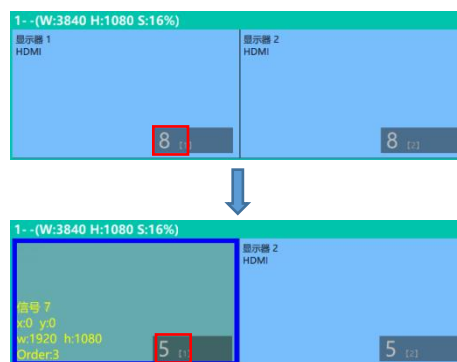 1- -(W:3840 H:1080 S:16%)
显示器 1
HDMI
显示器 2
HDMI
8 [1]
8 [2]
1- -(W:3840 H:1080 S:16%)
显示器 2
HDMI
信号 7
x:0 y:0
w:1920 h:1080
Order:3
5 [1]
5 [2]